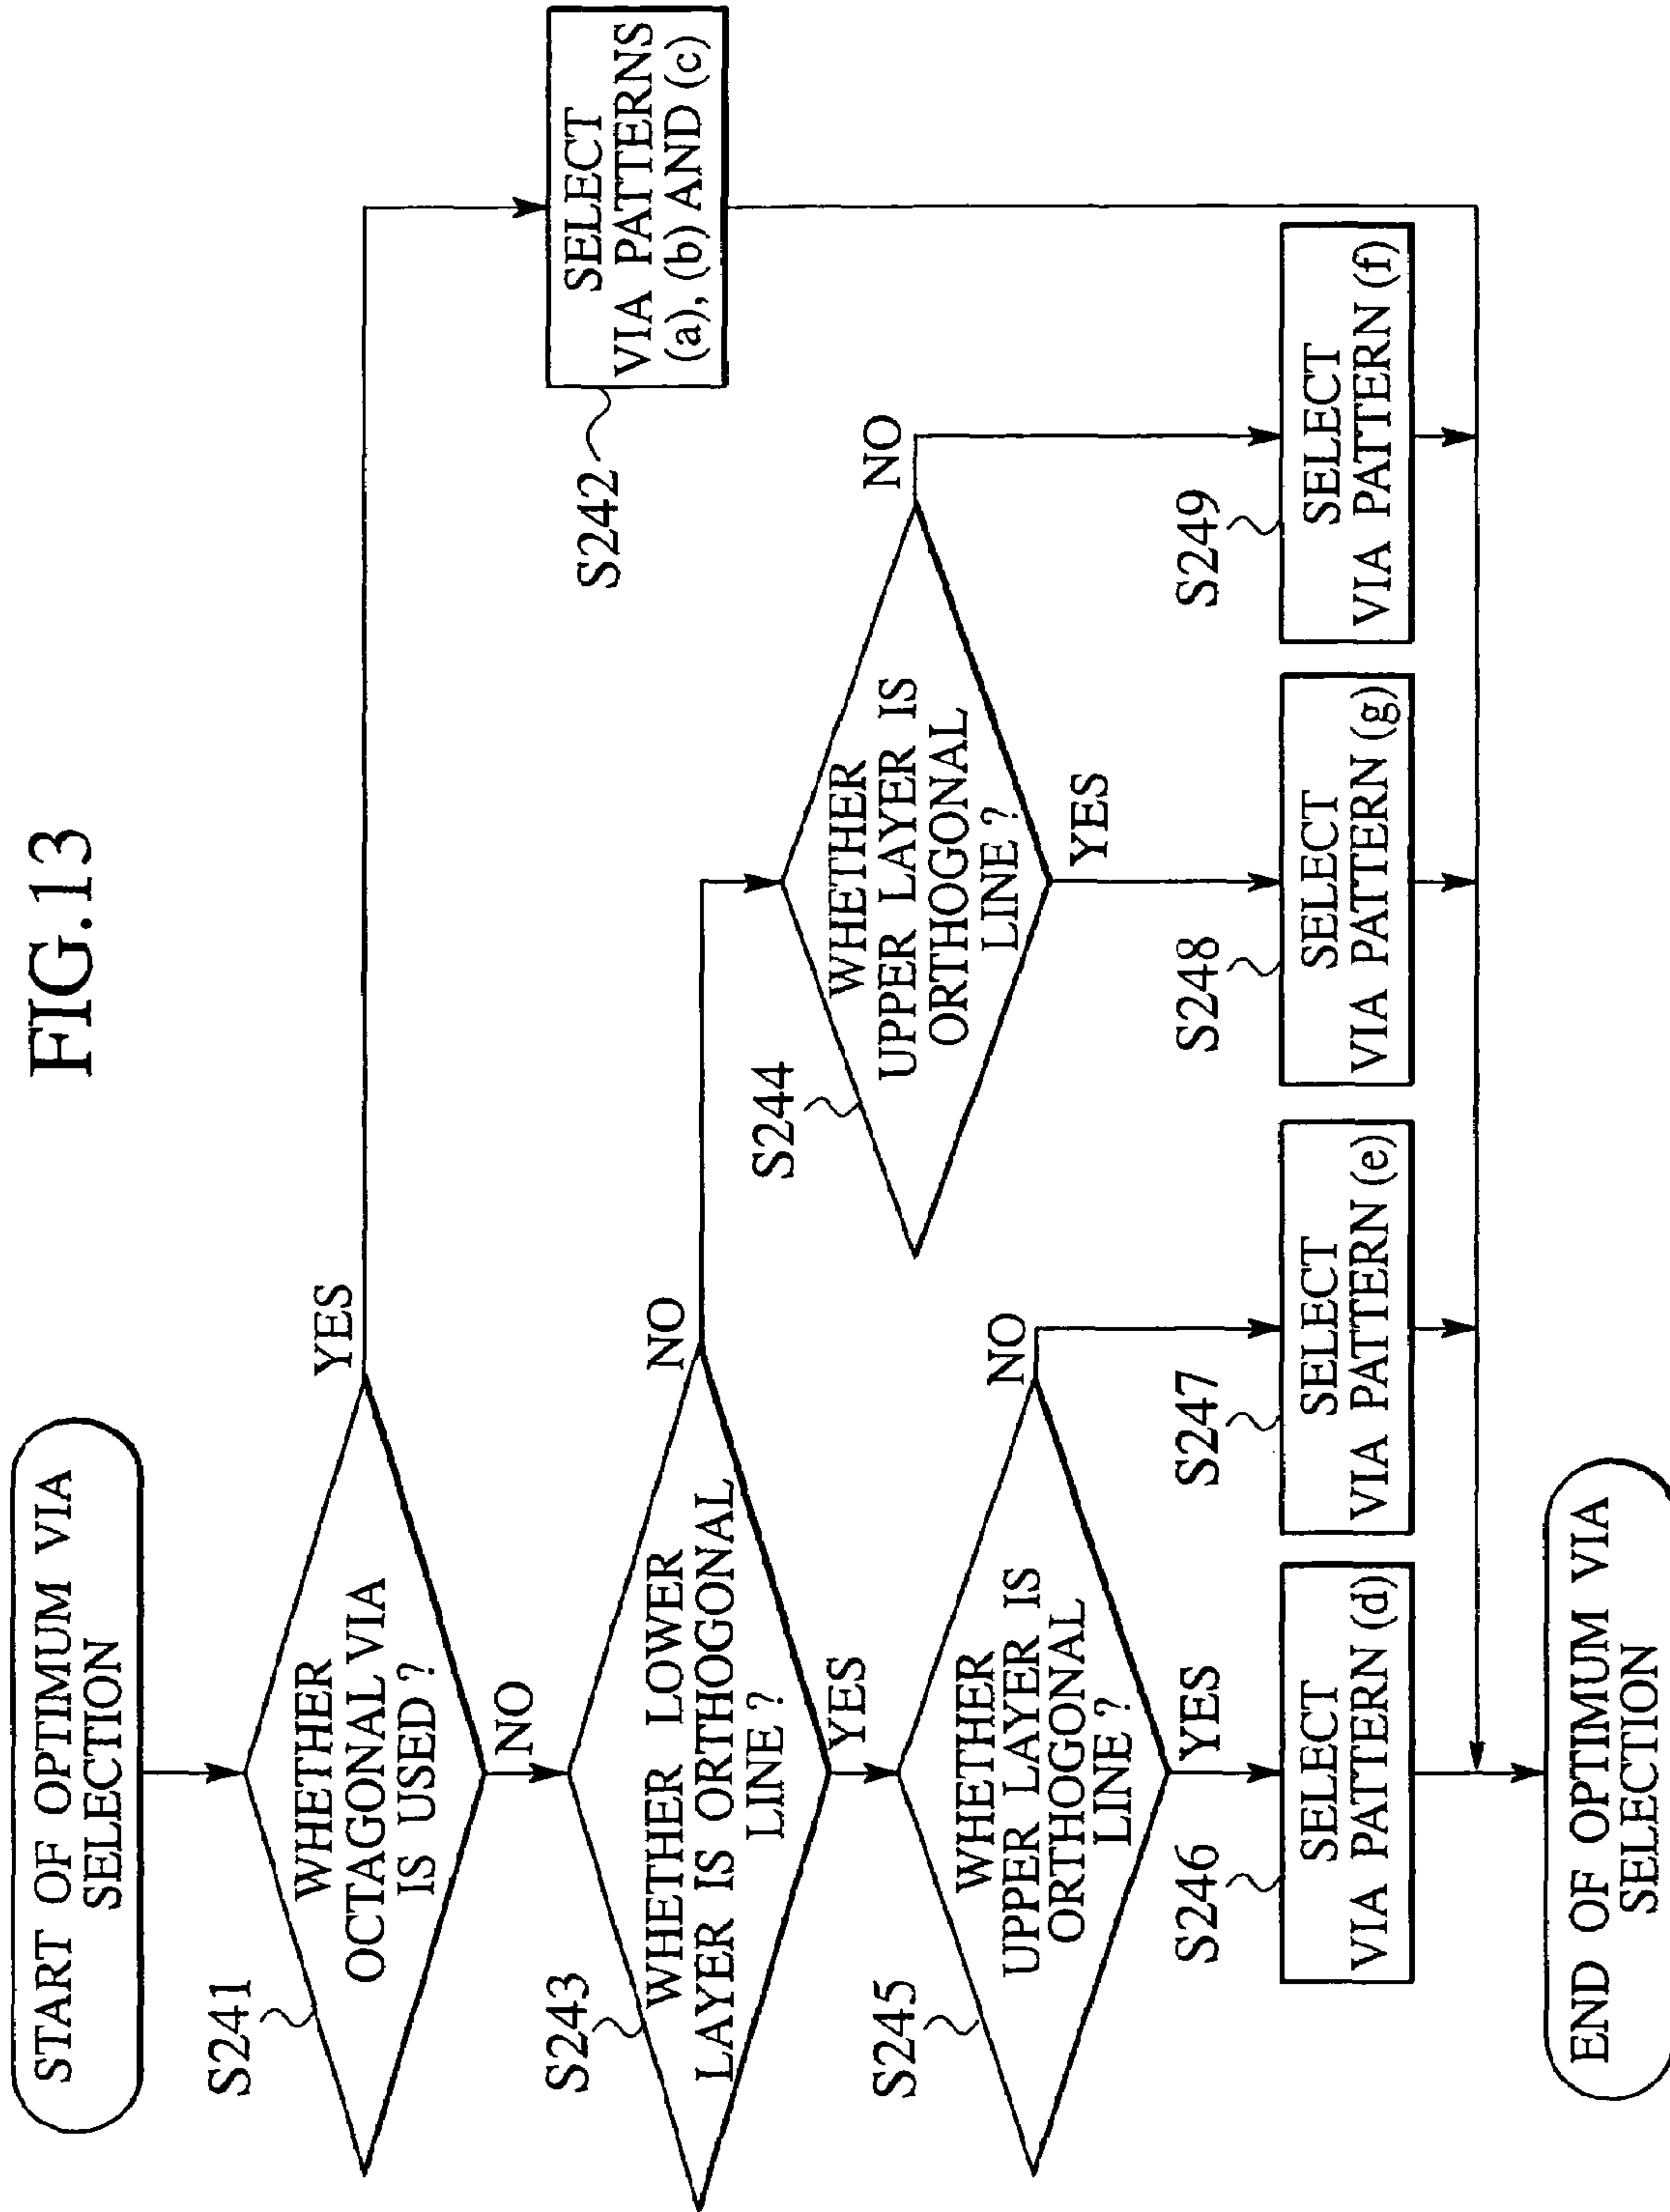 FIG.13
START OF OPTIMUM VIA
SELECTION
S241
WHETHER
OCTAGONAL VIA
IS USED ?
YES
NO
S242
SELECT
VIA PATTERNS
(a), (b) AND (c)
S243
WHETHER LOWER
LAYER IS ORTHOGONAL
LINE ?
NO
YES
S244
WHETHER
UPPER LAYER IS
ORTHOGONAL
LINE ?
NO
YES
S245
WHETHER
UPPER LAYER IS
ORTHOGONAL
LINE ?
NO
YES
S246
SELECT
VIA PATTERN (d)
S247
SELECT
VIA PATTERN (e)
S248
SELECT
VIA PATTERN (g)
S249
SELECT
VIA PATTERN (f)
END OF OPTIMUM VIA
SELECTION